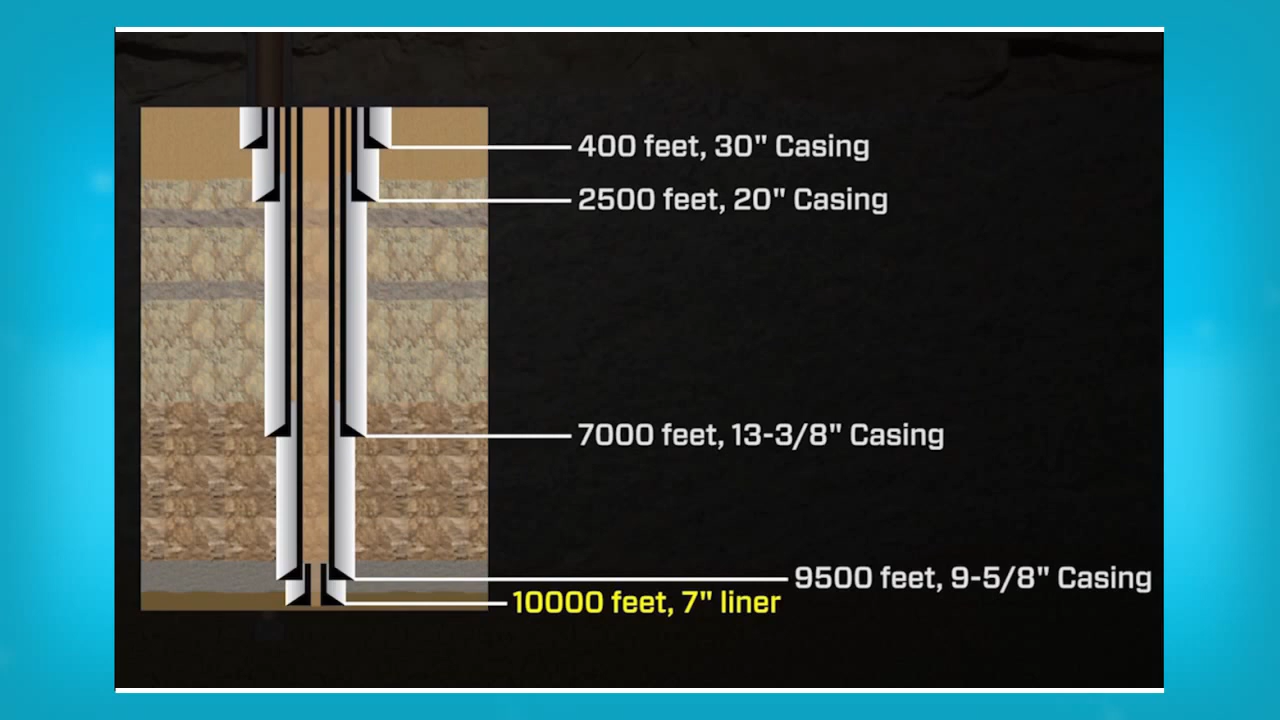 400 feet, 30" Casing
2500 feet, 20" Casing
7000 feet, 13-3/8" Casing
9500 feet, 9-5/8" Casing
10000 feet, 7" liner